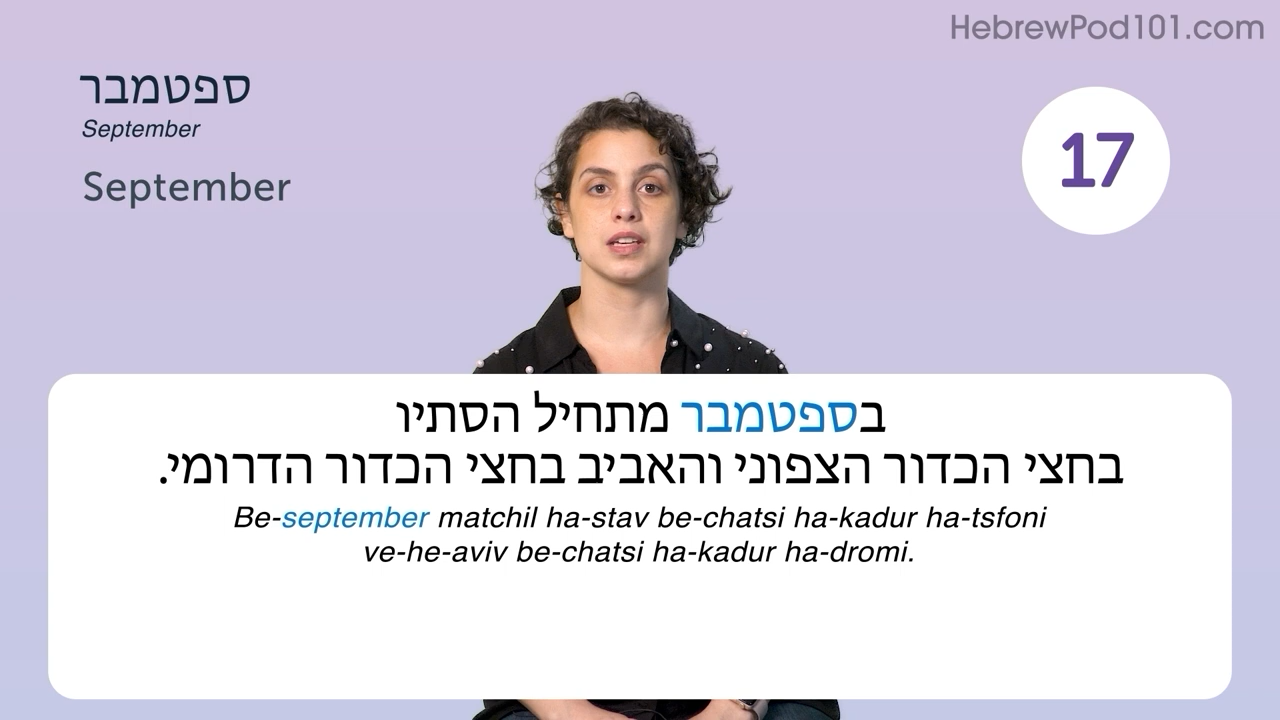 HebrewPod101.com
ספטמבר
September
September
17
בספטמבר מתחיל הסתיו
בחצי הכדור הצפוני והאביב בחצי הכדור הדרומי.
Be-september matchil ha-stav be-chatsi ha-kadur ha-tsfoni
ve-he-aviv be-chatsi ha-kadur ha-dromi.